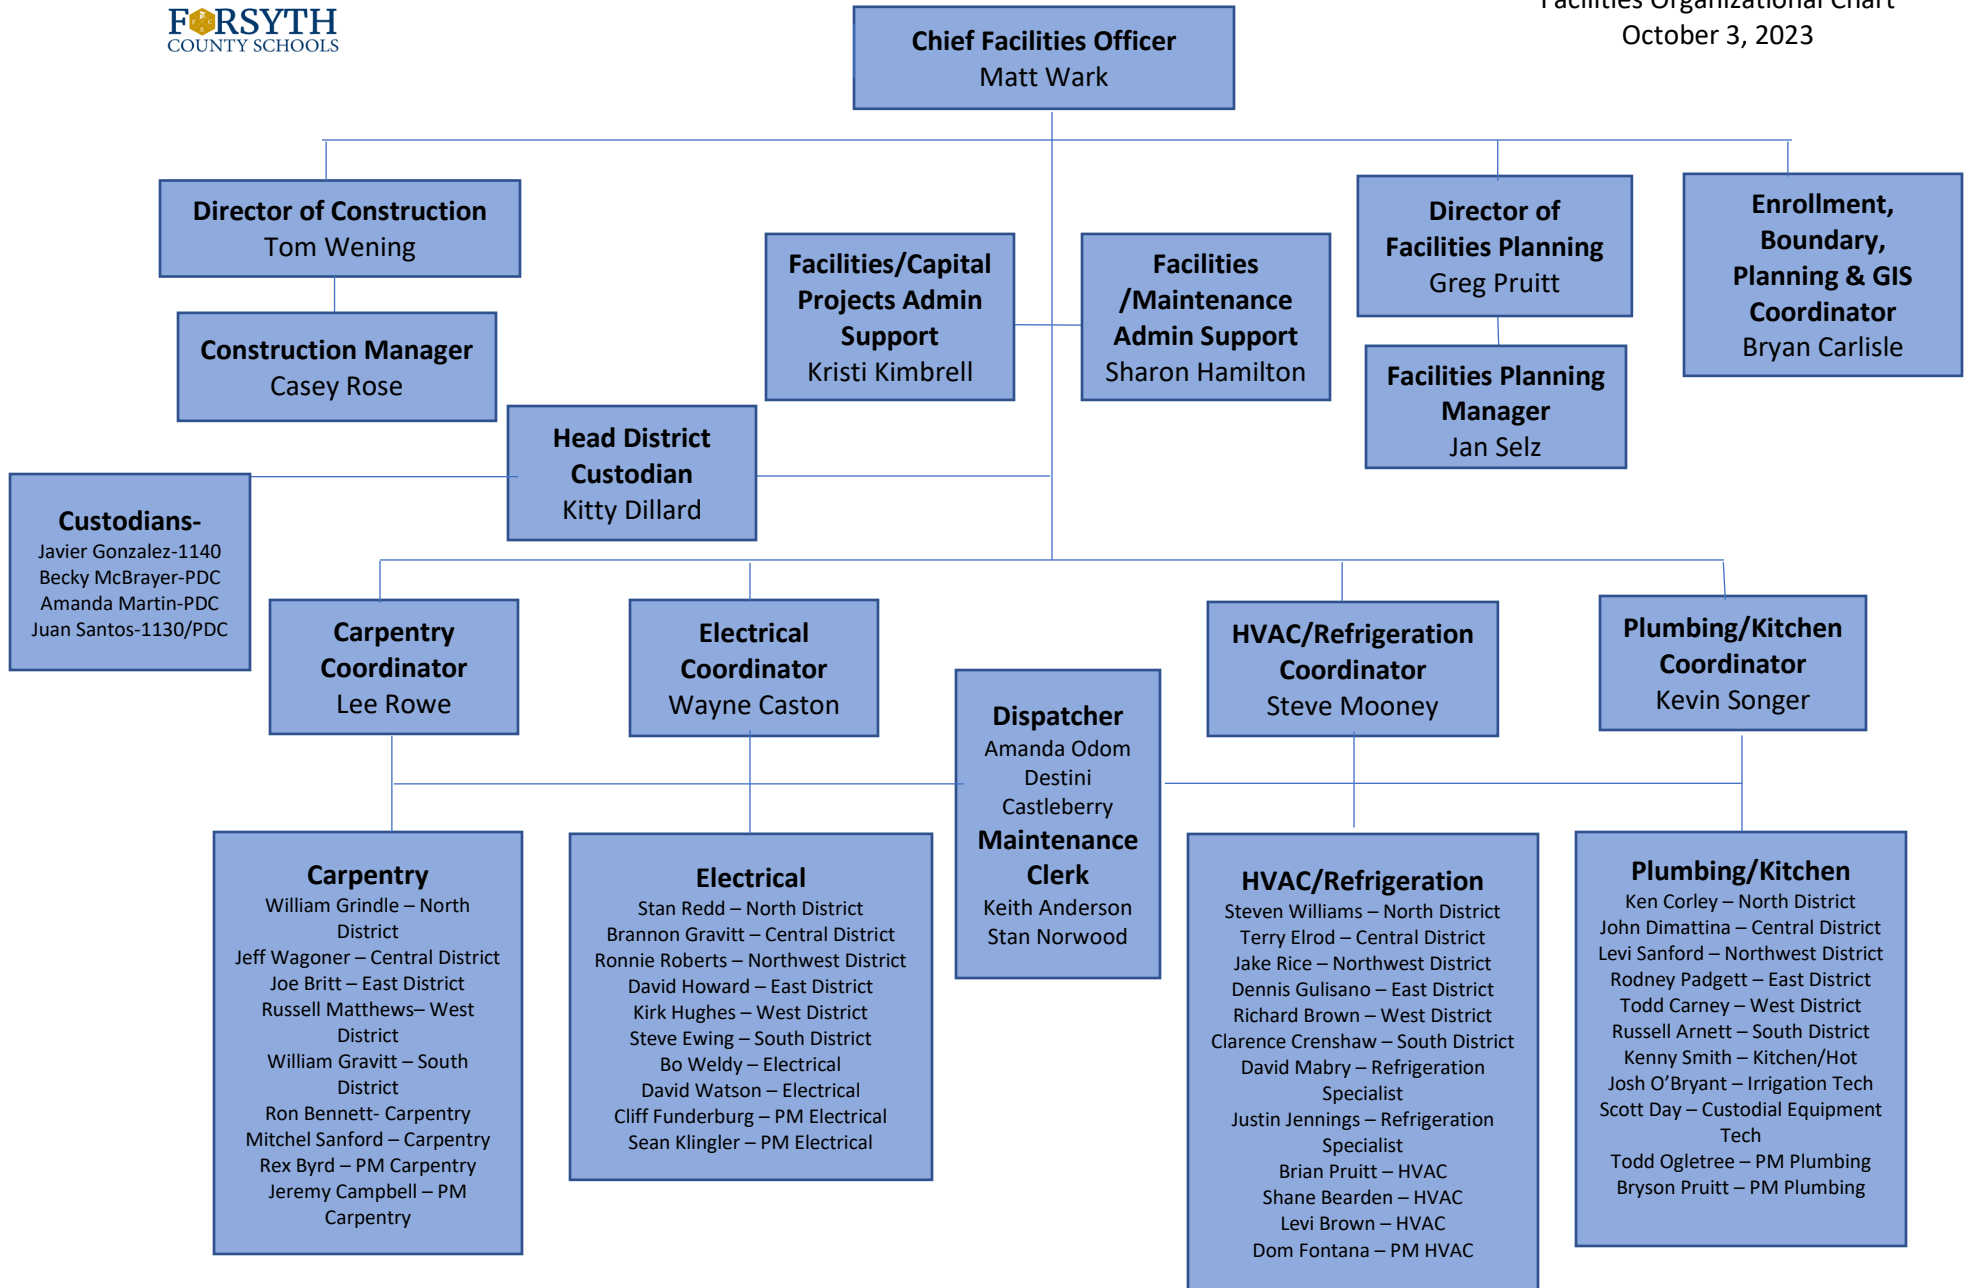 FORSYTH
COUNTY SCHOOLS
Facilities Organizational Chart
October 3, 2023
Chief Facilities Officer
Matt Wark
Director of Construction
Tom Wening
Construction Manager
Casey Rose
Facilities/Capital
Projects Admin
Support
Kristi Kimbrell
Facilities
/Maintenance
Admin Support
Sharon Hamilton
Director of
Facilities Planning
Greg Pruitt
Facilities Planning
Manager
Jan Selz
Enrollment,
Boundary,
Planning & GIS
Coordinator
Bryan Carlisle
Head District
Custodian
Kitty Dillard
Custodians-
Javier Gonzalez-1140
Becky McBrayer-PDC
Amanda Martin-PDC
Juan Santos-1130/PDC
Carpentry
Coordinator
Lee Rowe
Electrical
Coordinator
Wayne Caston
HVAC/Refrigeration
Coordinator
Steve Mooney
Plumbing/Kitchen
Coordinator
Kevin Songer
Dispatcher
Amanda Odom
Destini
Castleberry
Maintenance
Clerk
Keith Anderson
Stan Norwood
Carpentry
William Grindle – North
District
Jeff Wagoner – Central District
Joe Britt – East District
Russell Matthews– West
District
William Gravitt – South
District
Ron Bennett- Carpentry
Mitchel Sanford – Carpentry
Rex Byrd – PM Carpentry
Jeremy Campbell – PM
Carpentry
Electrical
Stan Redd – North District
Brannon Gravitt – Central District
Ronnie Roberts – Northwest District
David Howard – East District
Kirk Hughes – West District
Steve Ewing – South District
Bo Weldy – Electrical
David Watson – Electrical
Cliff Funderburg – PM Electrical
Sean Klingler – PM Electrical
HVAC/Refrigeration
Steven Williams – North District
Terry Elrod – Central District
Jake Rice – Northwest District
Dennis Gulisano – East District
Richard Brown – West District
Clarence Crenshaw – South District
David Mabry – Refrigeration
Specialist
Justin Jennings – Refrigeration
Specialist
Brian Pruitt – HVAC
Shane Bearden – HVAC
Levi Brown – HVAC
Dom Fontana – PM HVAC
Plumbing/Kitchen
Ken Corley – North District
John Dimattina – Central District
Levi Sanford – Northwest District
Rodney Padgett – East District
Todd Carney – West District
Russell Arnett – South District
Kenny Smith – Kitchen/Hot
Josh O’Bryant – Irrigation Tech
Scott Day – Custodial Equipment
Tech
Todd Ogletree – PM Plumbing
Bryson Pruitt – PM Plumbing